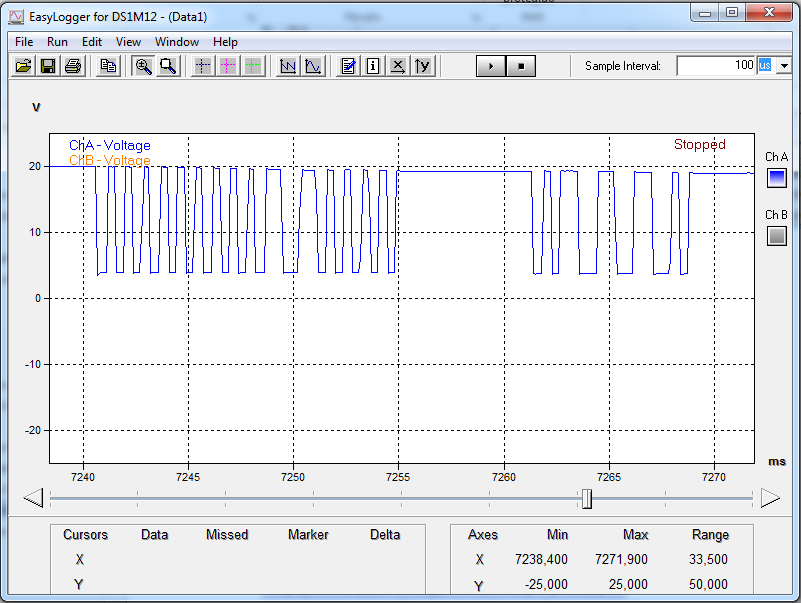 EasyLogger for DS1M12 - (Data1)
File Run Edit View Window Help
Sample Interval: 100 us
V
ChA - Voltage
ChB - Voltage
Stopped
Ch A
Ch B
20
10
0
-10
-20
7240 7245 7250 7255 7260 7265 7270
ms
Cursors Data Missed Marker Delta
X
Y
Axes Min Max Range
X 7238,400 7271,900 33,500
Y -25,000 25,000 50,000